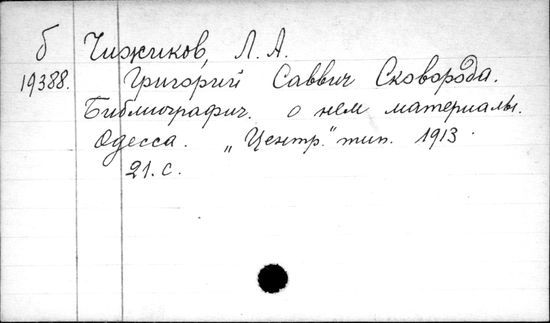 б Чижиков, Л. А.
19388. Григорий Саввич Сковорода.
Библиографич. о нем материалы.
Одесса. „Центр." тип. 1913.
21. с.